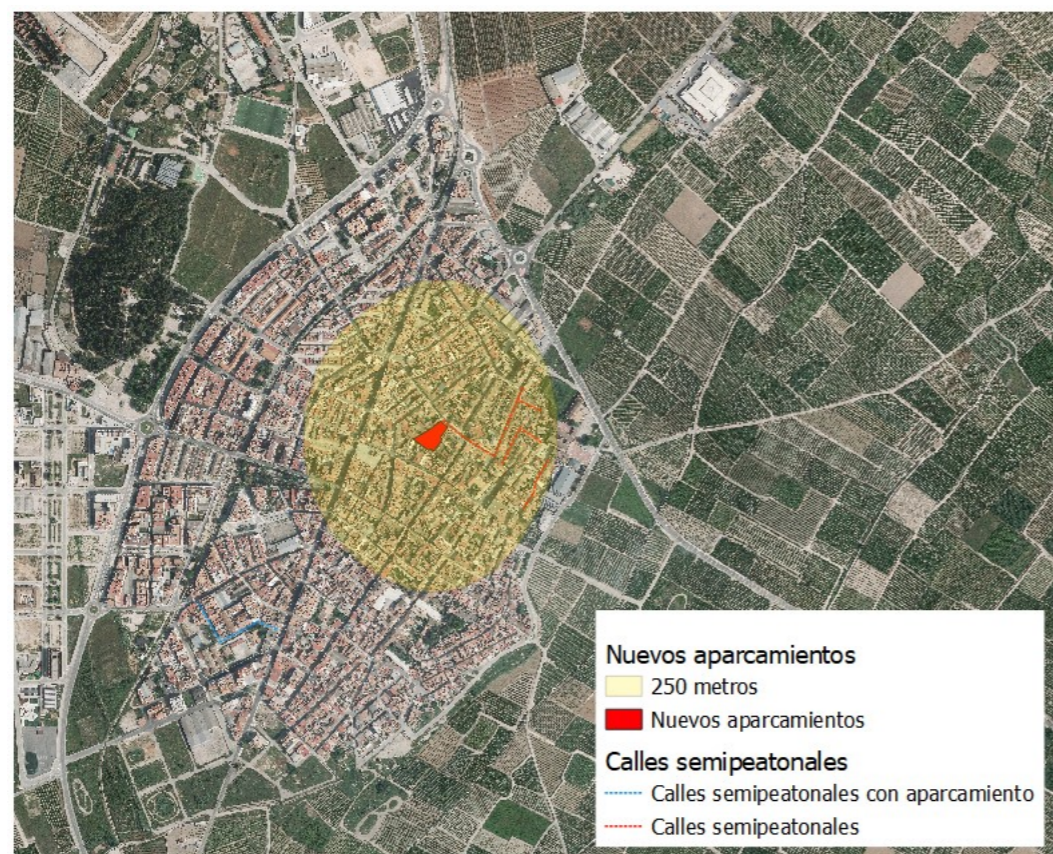 Nuevos aparcamientos
250 metros
Nuevos aparcamientos
Calles semipeatonales
Calles semipeatonales con aparcamiento
Calles semipeatonales